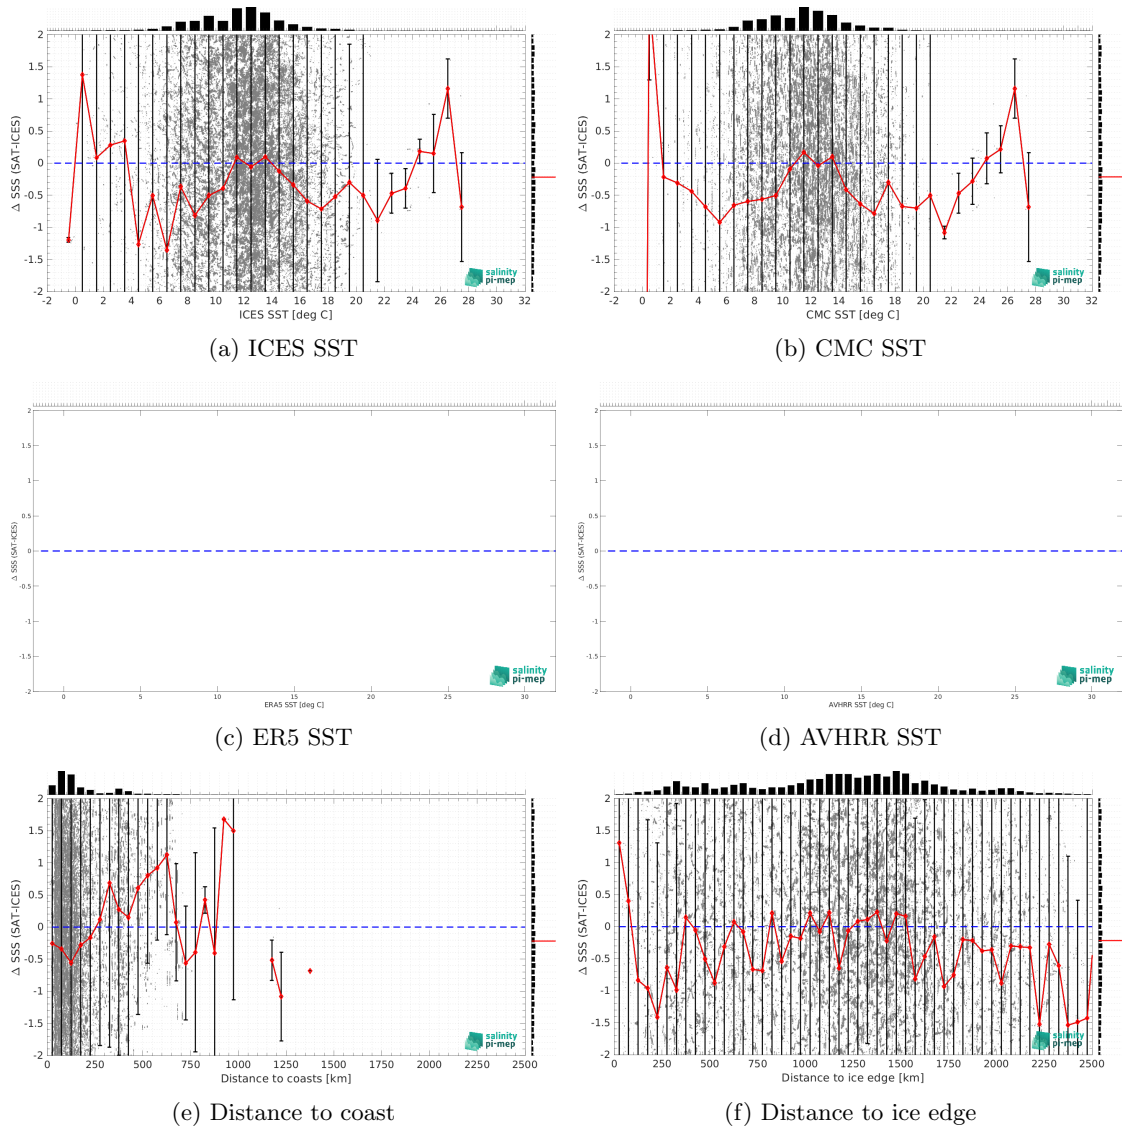 2
1.5
1
0.5
0
-0.5
-1
-1.5
-2
Δ SSS (SAT-ICES)
-2 0 2 4 6 8 10 12 14 16 18 20 22 24 26 28 30 32
ICES SST [deg C]
salinity
pi-mep
(a) ICES SST
2
1.5
1
0.5
0
-0.5
-1
-1.5
-2
Δ SSS (SAT-ICES)
-2 0 2 4 6 8 10 12 14 16 18 20 22 24 26 28 30 32
CMC SST [deg C]
salinity
pi-mep
(b) CMC SST
2
1.5
1
0.5
0
-0.5
-1
-1.5
-2
Δ SSS (SAT-ICES)
0 5 10 15 20 25 30
ERA5 SST [deg C]
salinity
pi-mep
(c) ER5 SST
2
1.5
1
0.5
0
-0.5
-1
-1.5
-2
Δ SSS (SAT-ICES)
0 5 10 15 20 25 30
AVHRR SST [deg C]
salinity
pi-mep
(d) AVHRR SST
2
1.5
1
0.5
0
-0.5
-1
-1.5
-2
Δ SSS (SAT-ICES)
0 250 500 750 1000 1250 1500 1750 2000 2250 2500
Distance to coasts [km]
salinity
pi-mep
(e) Distance to coast
2
1.5
1
0.5
0
-0.5
-1
-1.5
-2
Δ SSS (SAT-ICES)
0 250 500 750 1000 1250 1500 1750 2000 2250 2500
Distance to ice edge [km]
salinity
pi-mep
(f) Distance to ice edge